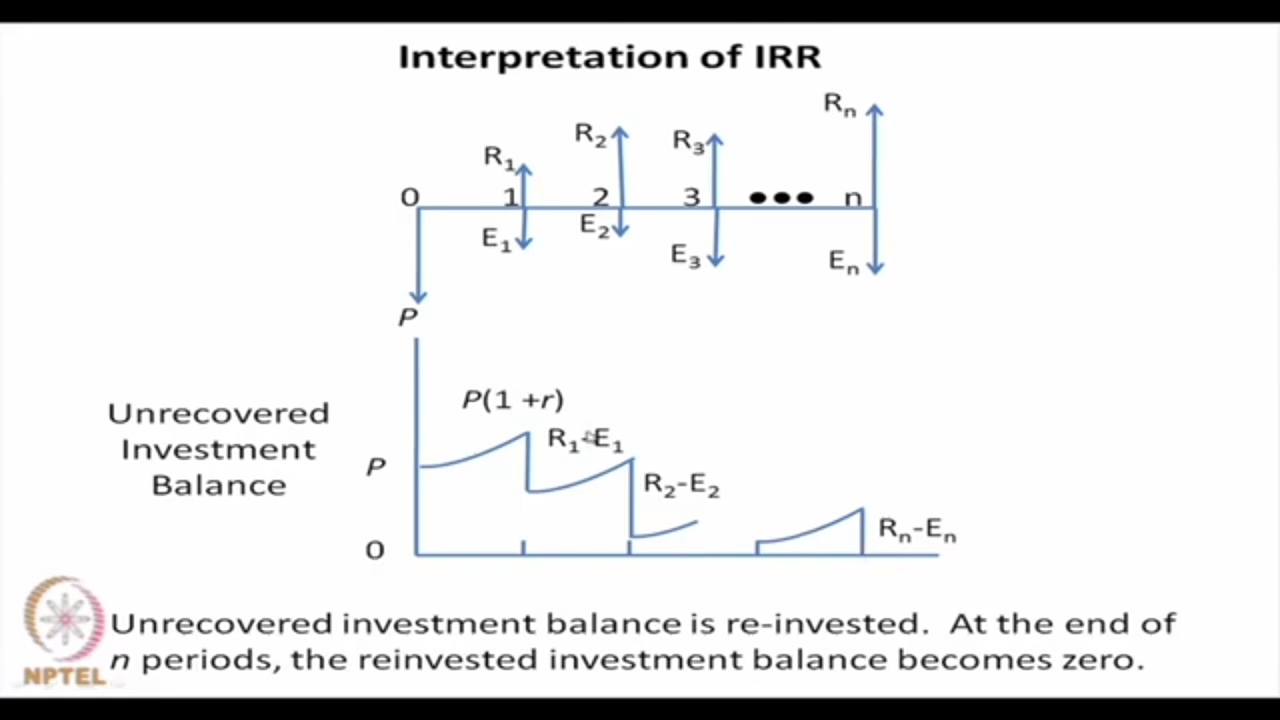 Interpretation of IRR
Rₙ
R₂
R₃
R₁
0 1 2 3 n
E₁ E₂ E₃ Eₙ
P
P(1 +r)
Unrecovered
Investment
Balance
R₁-E₁
P
R₂-E₂
Rₙ-Eₙ
0
Unrecovered investment balance is re-invested. At the end of
n periods, the reinvested investment balance becomes zero.
NPTEL